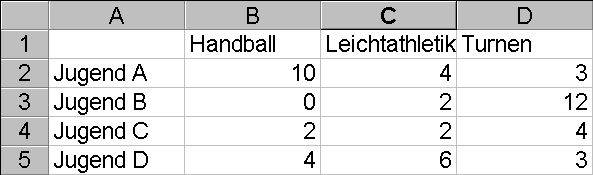 A B C D
1 Handball Leichtathletik Turnen
2 Jugend A 10 4 3
3 Jugend B 0 2 12
4 Jugend C 2 2 4
5 Jugend D 4 6 3